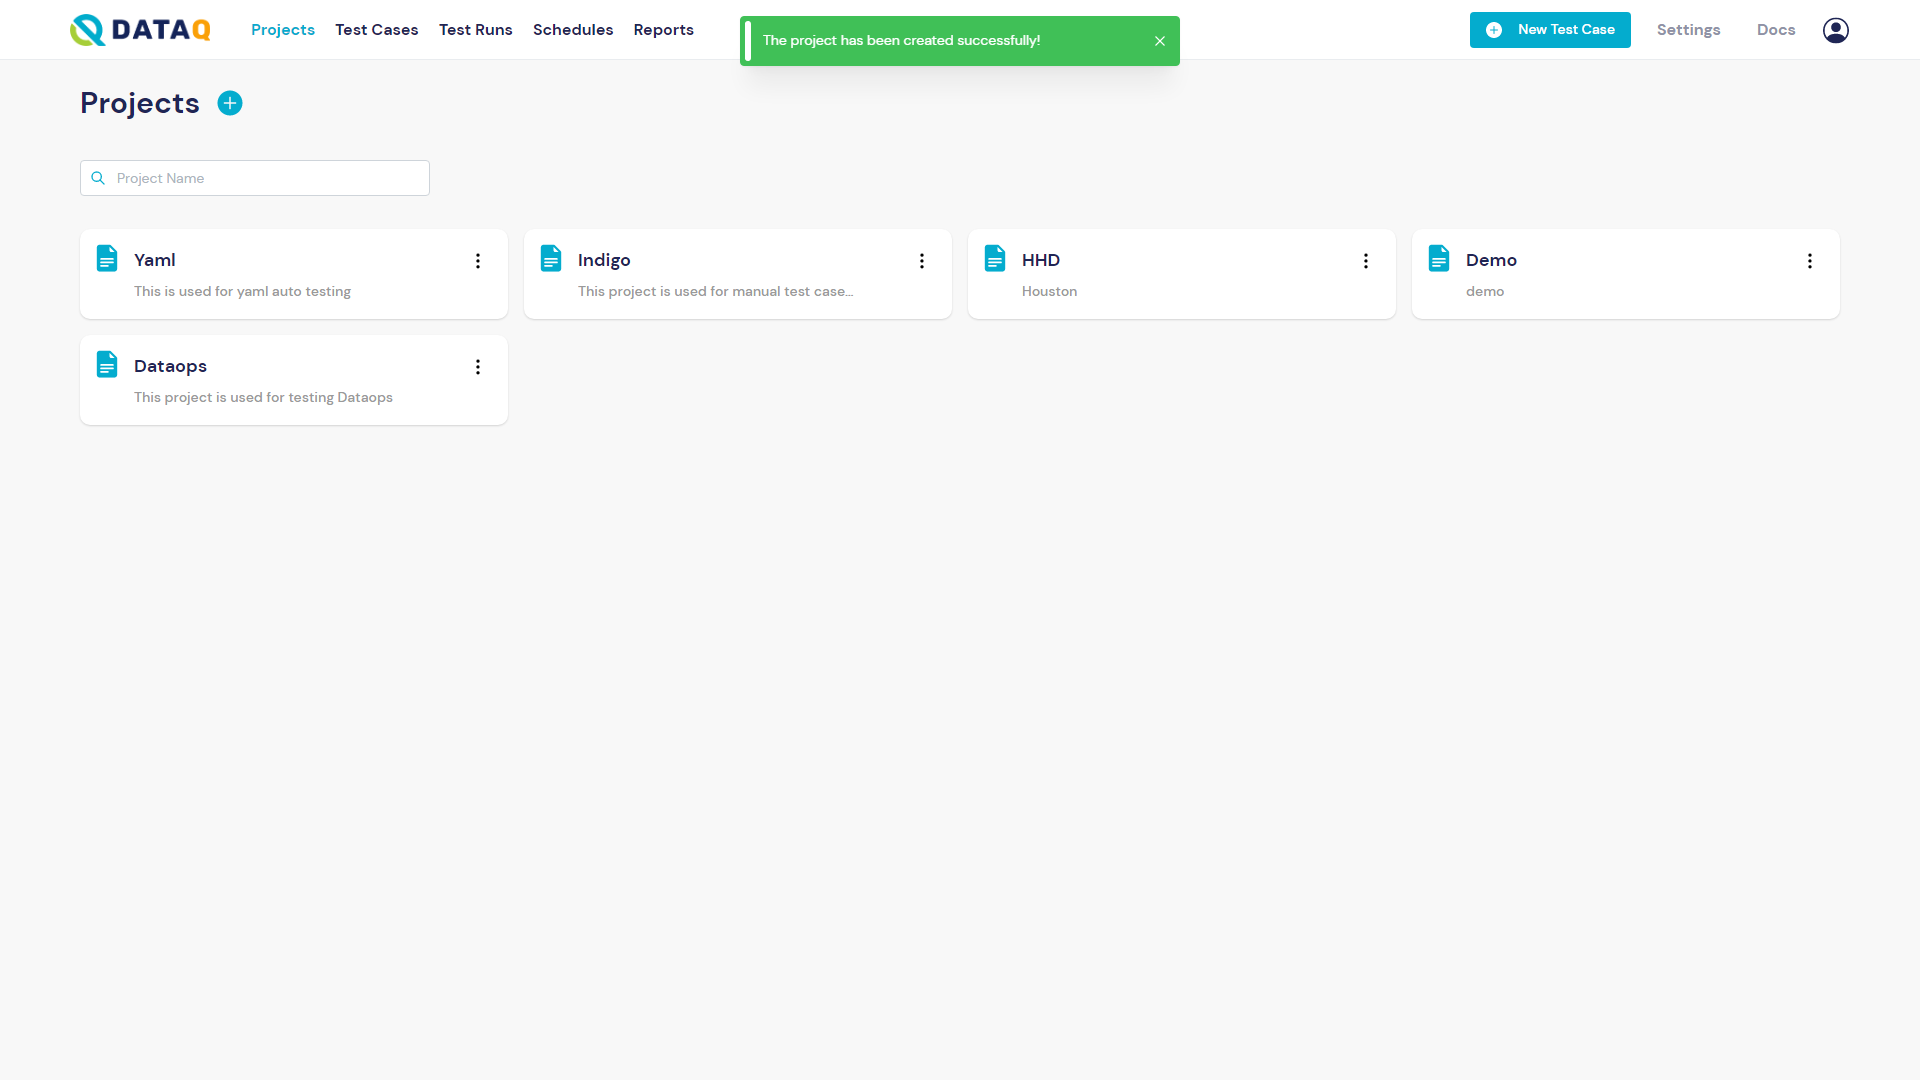 DATAQ
Projects
Test Cases
Test Runs
Schedules
Reports
The project has been created successfully!
New Test Case
Settings
Docs
Projects
Project Name
Yaml
This is used for yaml auto testing
Indigo
This project is used for manual test case...
HHD
Houston
Demo
demo
Dataops
This project is used for testing Dataops